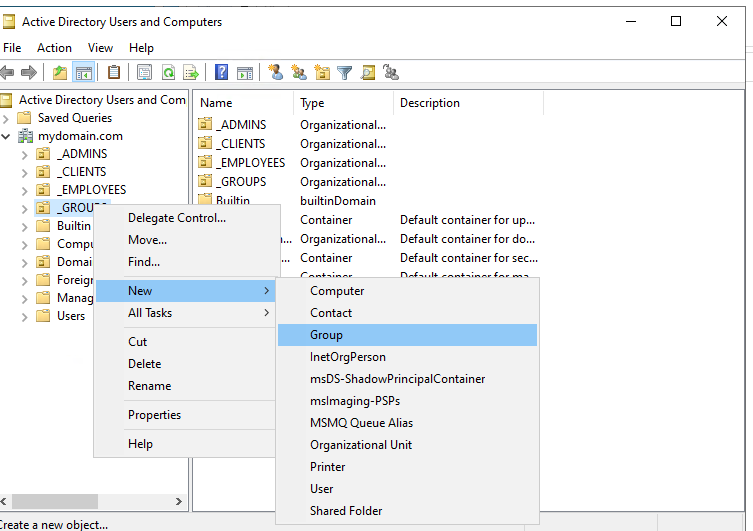 Active Directory Users and Computers
File Action View Help
Active Directory Users and Com
Saved Queries
mydomain.com
_ADMINS
_CLIENTS
_EMPLOYEES
_GROUPS
Builtin
Compu
Domai
Foreign
Manag
Users
Name Type Description
_ADMINS Organizational...
_CLIENTS Organizational...
_EMPLOYEES Organizational...
_GROUPS Organizational...
Builtin builtinDomain
Container Default container for up...
a... Organizational... Default container for do...
... Container Default container for sec...
Container Default container for ma
Delegate Control...
Move...
Find...
New
All Tasks
Cut
Delete
Rename
Properties
Help
Computer
Contact
Group
InetOrgPerson
msDS-ShadowPrincipalContainer
msImaging-PSPs
MSMQ Queue Alias
Organizational Unit
Printer
User
Shared Folder
Create a new object...